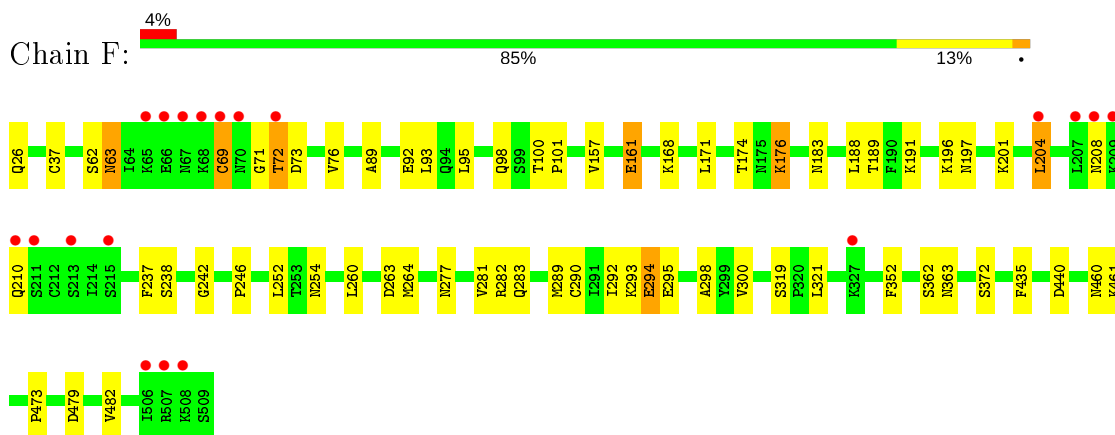 4%
Chain F:
85% 13% •
Q26 C37 S62 N63 I64 K65 E66 N67 K68 C69 N70 G71 T72 D73 V76 A89 E92 L93 Q94 L95 Q98 S99 T100 P101 V157 E161 K168 L171 T174 N175 K176 N183 L188 T189 F190 K191 K196 N197 K201 L204 L207 N208 K209
Q210 S211 C212 S213 I214 S215 F237 S238 G242 P246 L252 T253 N254 L260 D263 M264 N277 V281 R282 Q283 M289 C290 I291 I292 K293 E294 E295 A298 Y299 V300 S319 P320 L321 K327 F352 S362 N363 S372 F435 D440 N460 K461
P473 D479 V482 I506 R507 K508 S509